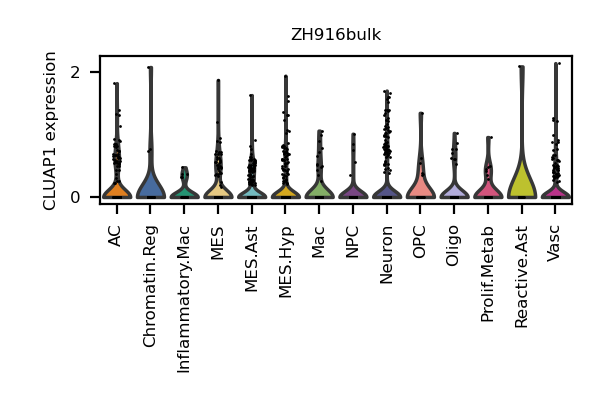 ZH916bulk
CLUAP1 expression
2
0
AC
Chromatin.Reg
Inflammatory.Mac
MES
MES.Ast
MES.Hyp
Mac
NPC
Neuron
OPC
Oligo
Prolif.Metab
Reactive.Ast
Vasc